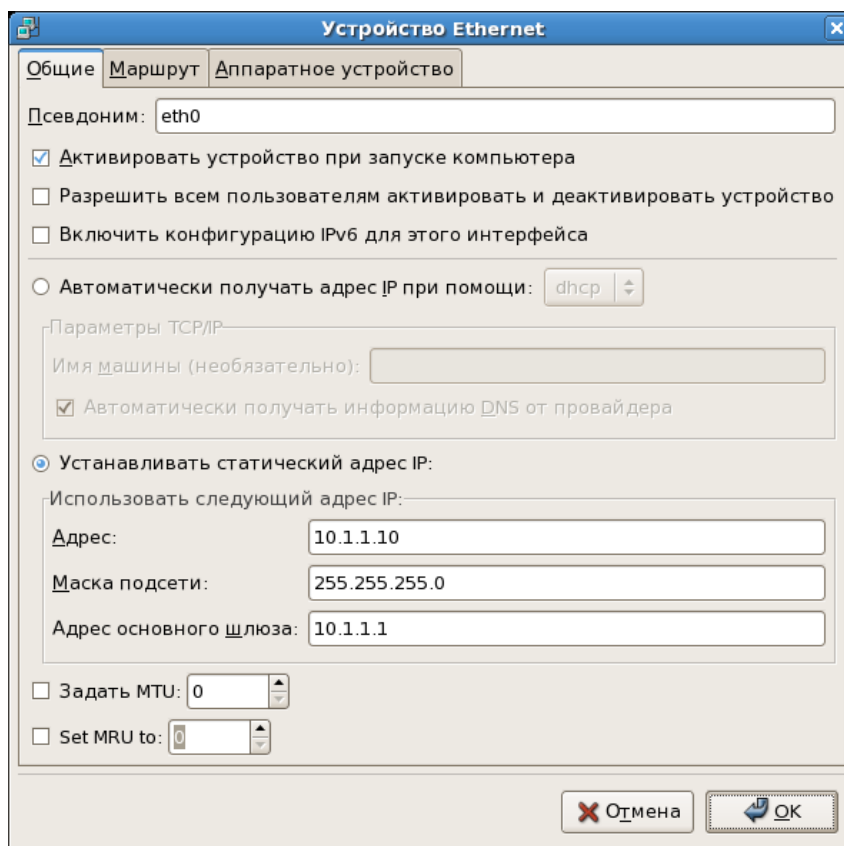 Устройство Ethernet
Общие Маршрут Аппаратное устройство
Псевдоним: eth0
Активировать устройство при запуске компьютера
Разрешить всем пользователям активировать и деактивировать устройство
Включить конфигурацию IPv6 для этого интерфейса
Автоматически получать адрес IP при помощи: dhcp
Параметры TCP/IP
Имя машины (необязательно):
Автоматически получать информацию DNS от провайдера
Устанавливать статический адрес IP:
Использовать следующий адрес IP:
Адрес: 10.1.1.10
Маска подсети: 255.255.255.0
Адрес основного шлюза: 10.1.1.1
Задать MTU: 0
Set MRU to: 0
Отмена OK